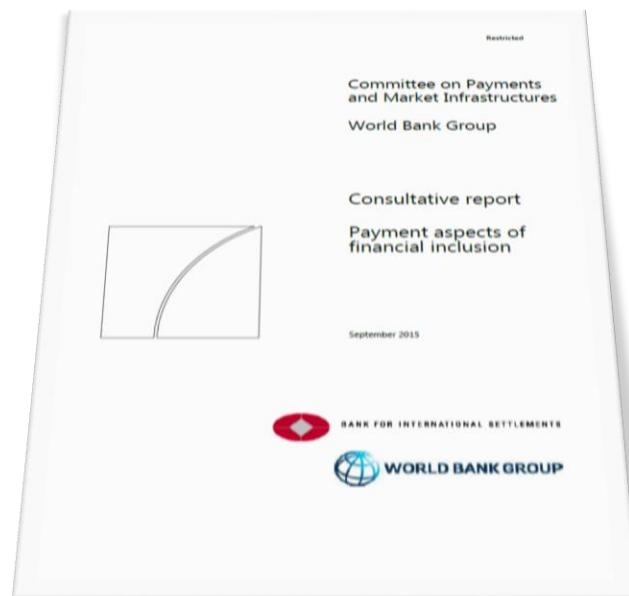 Restricted
Committee on Payments
and Market Infrastructures
World Bank Group
Consultative report
Payment aspects of
financial inclusion
September 2015
BANK FOR INTERNATIONAL SETTLEMENTS
WORLD BANK GROUP